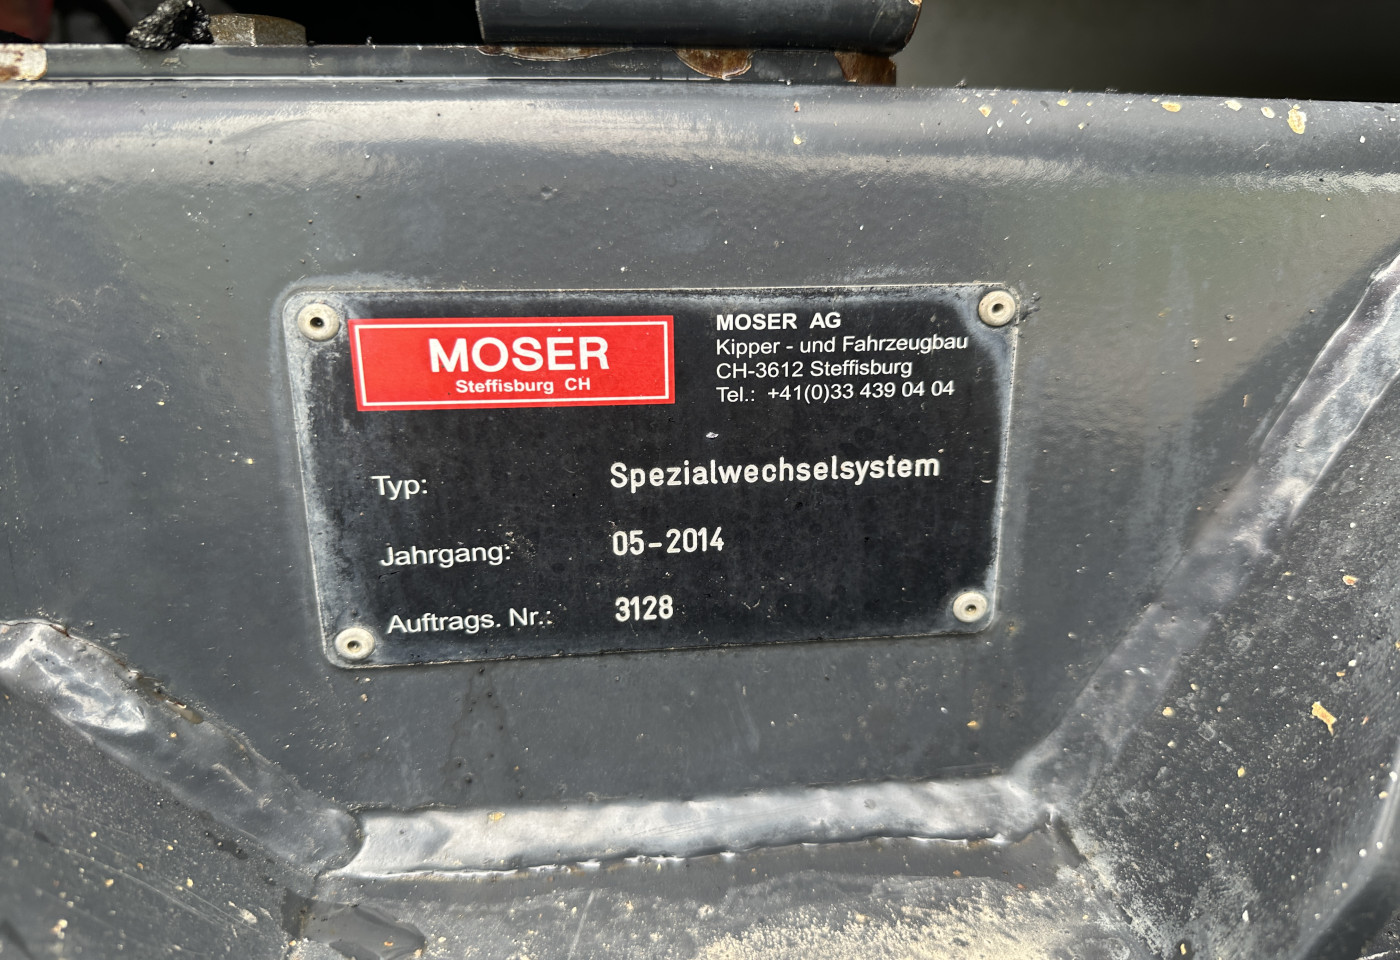 MOSER
Steffisburg CH
MOSER AG
Kipper - und Fahrzeugbau
CH-3612 Steffisburg
Tel.: +41(0)33 439 04 04
Typ: Spezialwechselsystem
Jahrgang: 05-2014
Auftrags. Nr.: 3128